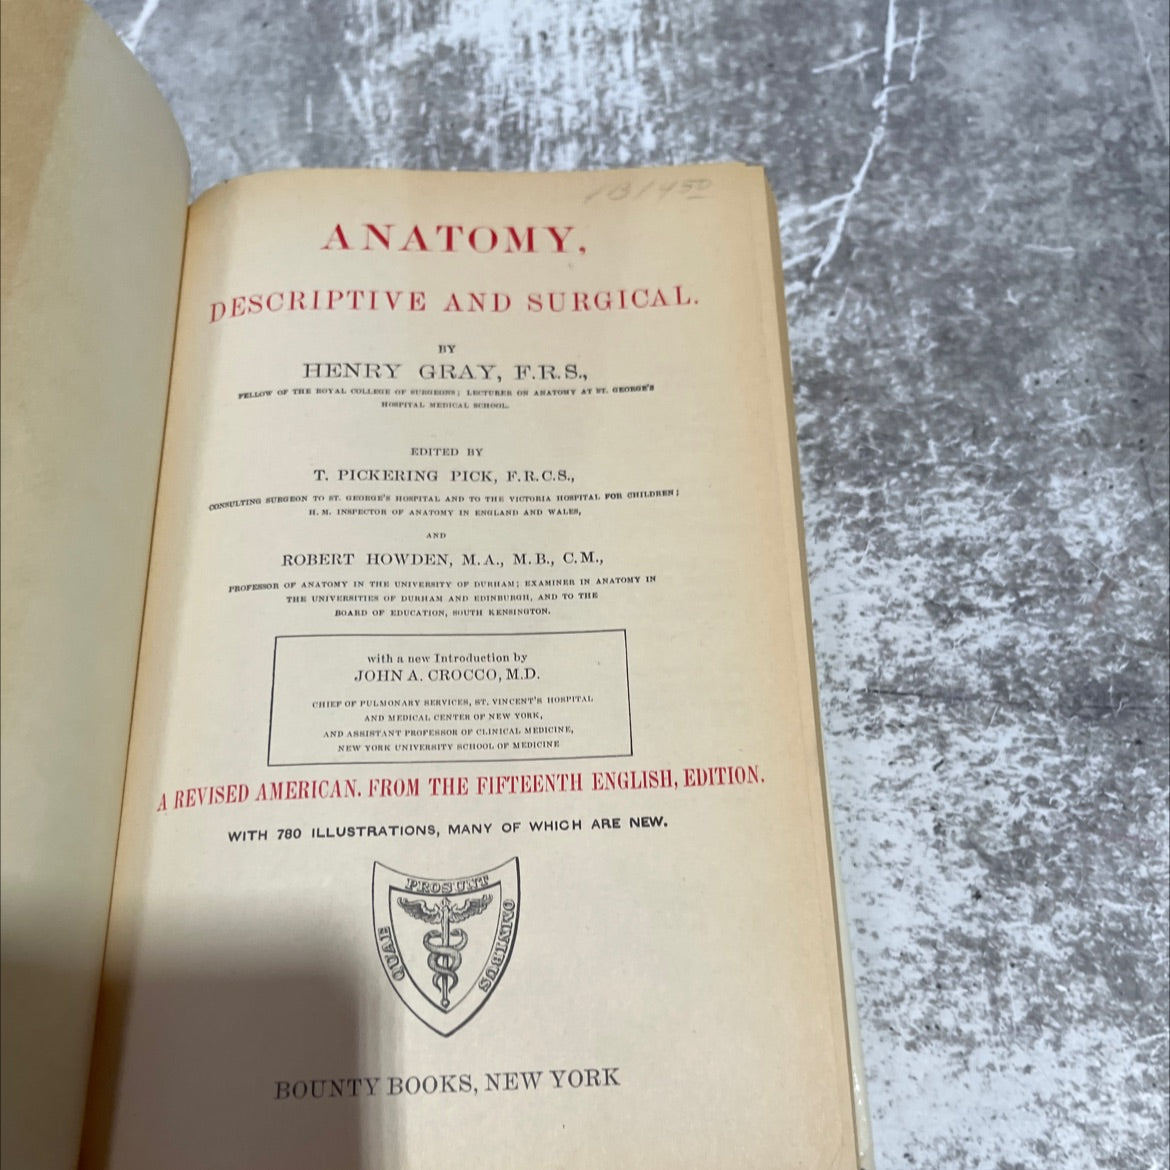 ANATOMY,
DESCRIPTIVE AND SURGICAL.
BY
HENRY GRAY, F.R.S.,
FELLOW OF THE ROYAL COLLEGE OF SURGEONS; LECTURER ON ANATOMY AT ST. GEORGE'S
HOSPITAL MEDICAL SCHOOL.
EDITED BY
T. PICKERING PICK, F.R.C.S.,
CONSULTING SURGEON TO ST. GEORGE'S HOSPITAL AND TO THE VICTORIA HOSPITAL FOR CHILDREN;
H. M. INSPECTOR OF ANATOMY IN ENGLAND AND WALES,
AND
ROBERT HOWDEN, M.A., M.B., C.M.,
PROFESSOR OF ANATOMY IN THE UNIVERSITY OF DURHAM; EXAMINER IN ANATOMY IN
THE UNIVERSITIES OF DURHAM AND EDINBURGH, AND TO THE
BOARD OF EDUCATION, SOUTH KENSINGTON.
with a new Introduction by
JOHN A. CROCCO, M.D.
CHIEF OF PULMONARY SERVICES, ST. VINCENT'S HOSPITAL
AND MEDICAL CENTER OF NEW YORK,
AND ASSISTANT PROFESSOR OF CLINICAL MEDICINE,
NEW YORK UNIVERSITY SCHOOL OF MEDICINE
A REVISED AMERICAN, FROM THE FIFTEENTH ENGLISH, EDITION.
WITH 780 ILLUSTRATIONS, MANY OF WHICH ARE NEW.
QUAE PROSUNT OMNIBUS
BOUNTY BOOKS, NEW YORK